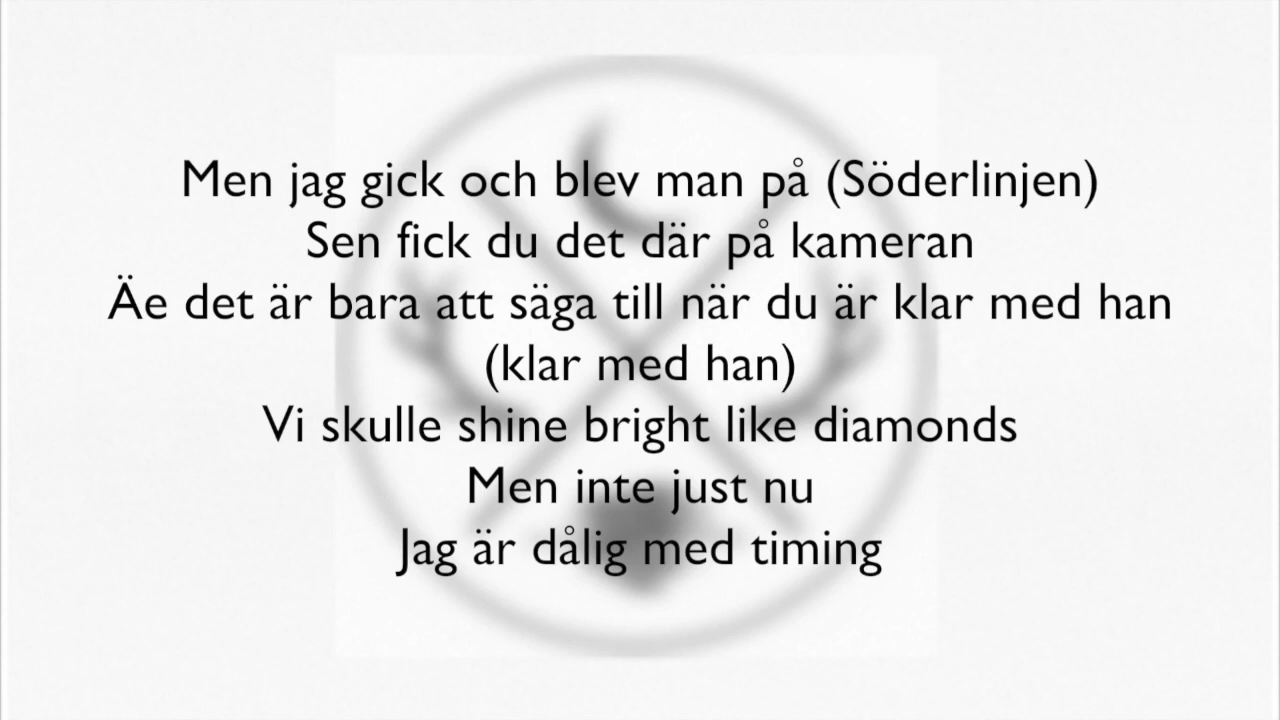 Men jag gick och blev man på (Söderlinjen)
Sen fick du det där på kameran
Äe det är bara att säga till när du är klar med han
(klar med han)
Vi skulle shine bright like diamonds
Men inte just nu
Jag är dålig med timing